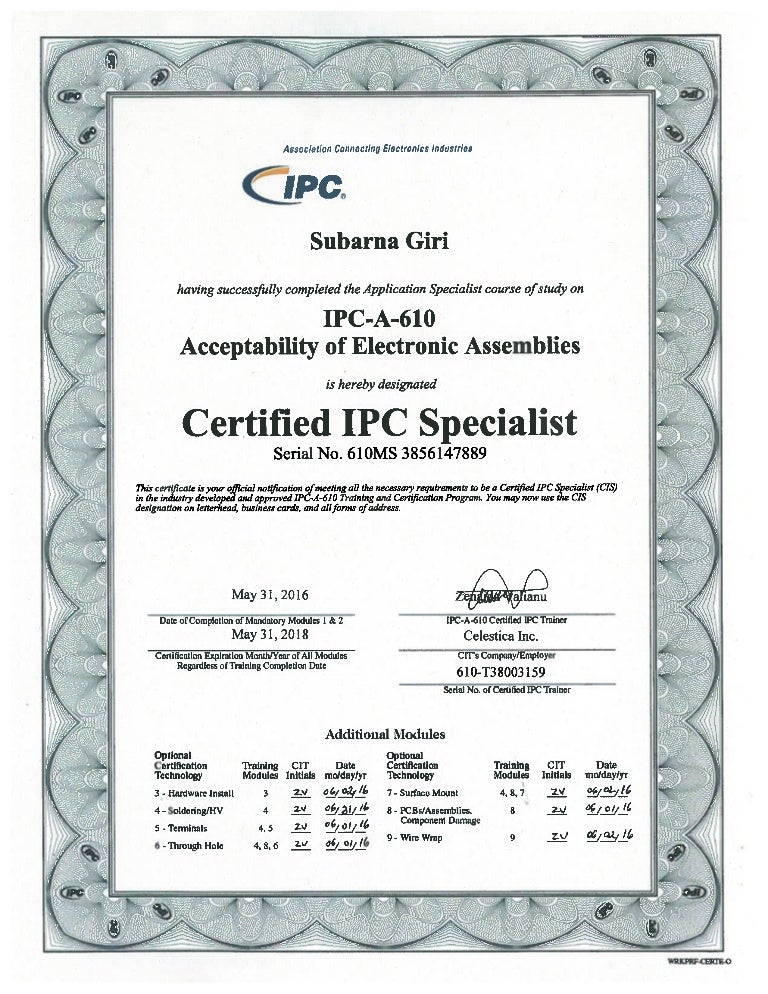 Association Connecting Electronics Industries
IPC®
Subarna Giri
having successfully completed the Application Specialist course of study on
IPC-A-610
Acceptability of Electronic Assemblies
is hereby designated
Certified IPC Specialist
Serial No. 610MS 3856147889
This certificate is your official notification of meeting all the necessary requirements to be a Certified IPC Specialist (CIS)
in the industry developed and approved IPC-A-610 Training and Certification Program. You may now use the CIS
designation on letterhead, business cards, and all forms of address.
May 31, 2016
Date of Completion of Mandatory Modules 1 & 2
May 31, 2018
Certification Expiration Month/Year of All Modules
Regardless of Training Completion Date
Valianu
IPC-A-610 Certified IPC Trainer
Celestica Inc.
CIT's Company/Employer
610-T38003159
Serial No. of Certified IPC Trainer
Additional Modules
Optional Certification Technology Training Modules CIT Initials Date mo/day/yr
3 - Hardware Install 3 ZV 06/02/16
4 - Soldering/HV 4 ZV
5 - Terminals 4, 5 ZV 06/01/16
6 - Through Hole 4, 8, 6 ZV 06/01/16
Optional Certification Technology Training Modules CIT Initials Date mo/day/yr
7 - Surface Mount 4, 8, 7 ZV 06/02/16
8 - PCBs/Assemblies, 8 ZV 06/01/16
Component Damage
9 - Wire Wrap 9 ZV 06/02/16
WRKPRF-CERTE-O